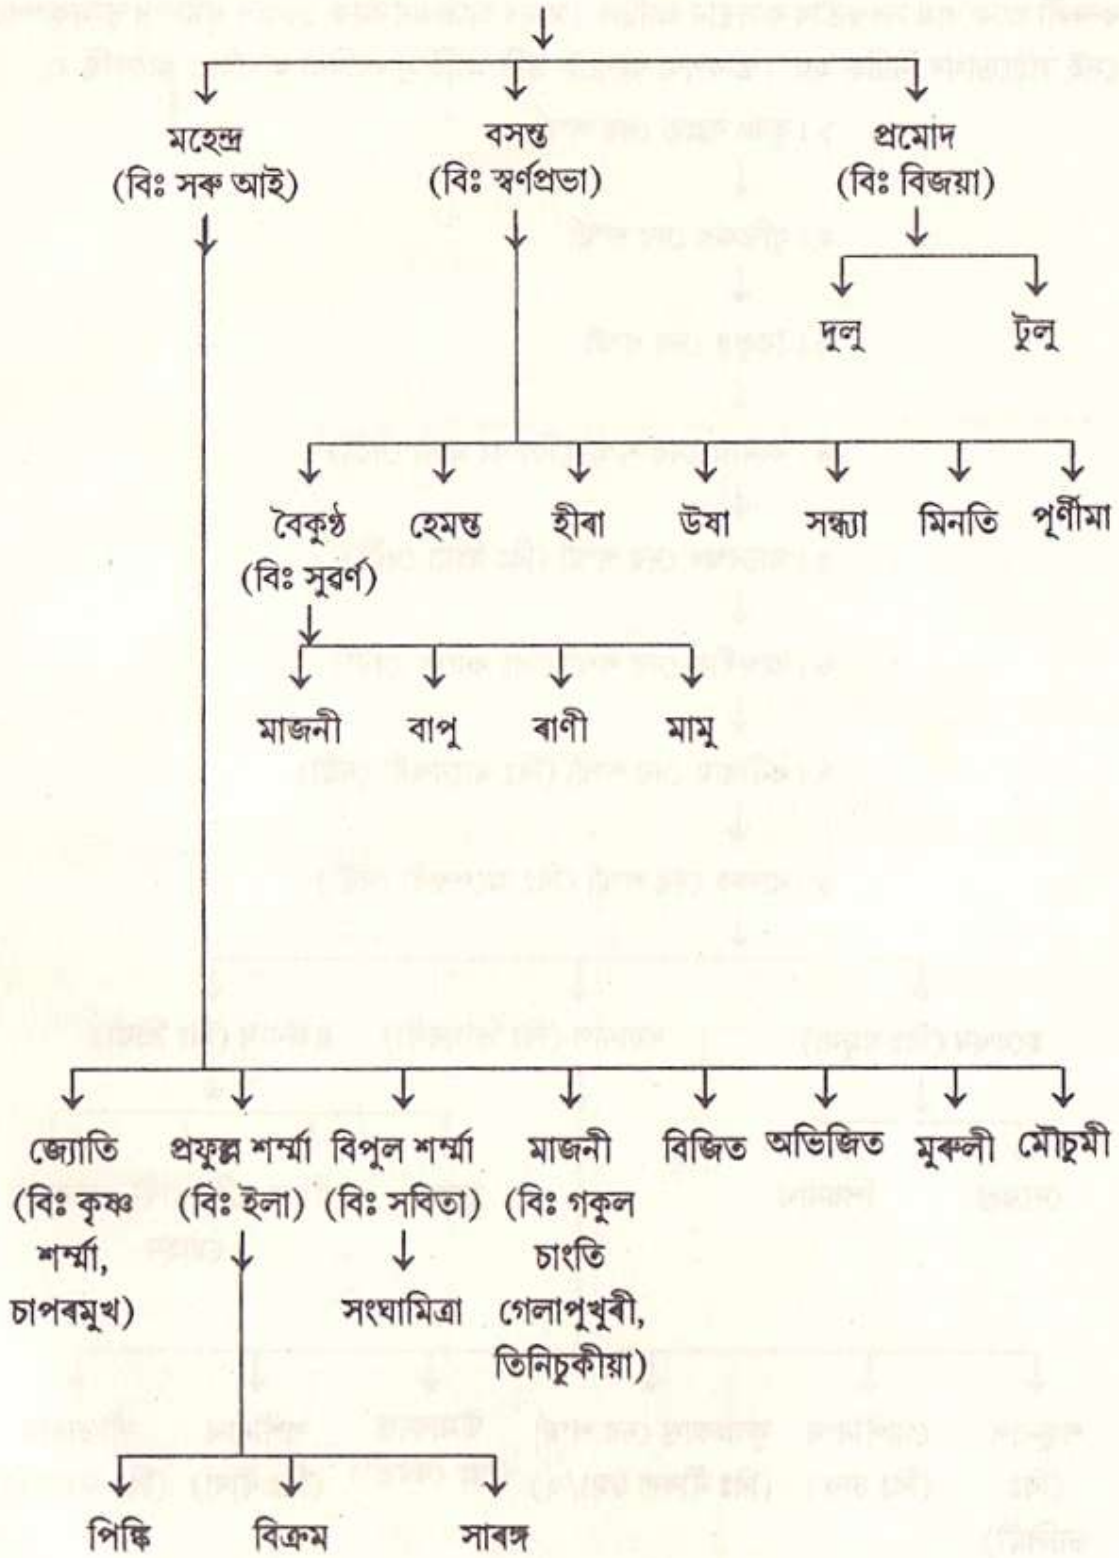 মহেন্দ্ৰ বসন্ত প্ৰমোদ
(বিঃ সৰু আই) (বিঃ স্বৰ্ণপ্ৰভা) (বিঃ বিজয়া)
দুলু টুলু
বৈকুণ্ঠ হেমন্ত হীৰা উষা সন্ধ্যা মিনতি পূৰ্ণীমা
(বিঃ সুৱৰ্ণ)
মাজনী বাপু ৰাণী মামু
জ্যোতি প্ৰফুল্ল শৰ্ম্মা বিপুল শৰ্ম্মা মাজনী বিজিত অভিজিত মুৰুলী মৌচুমী
(বিঃ কৃষ্ণ (বিঃ ইলা) (বিঃ সবিতা) (বিঃ গকুল
শৰ্ম্মা, চাংতি
চাপৰমুখ) সংঘামিত্ৰা গেলাপুখুৰী,
তিনিচুকীয়া)
পিঙ্কি বিক্ৰম সাৰঙ্গ